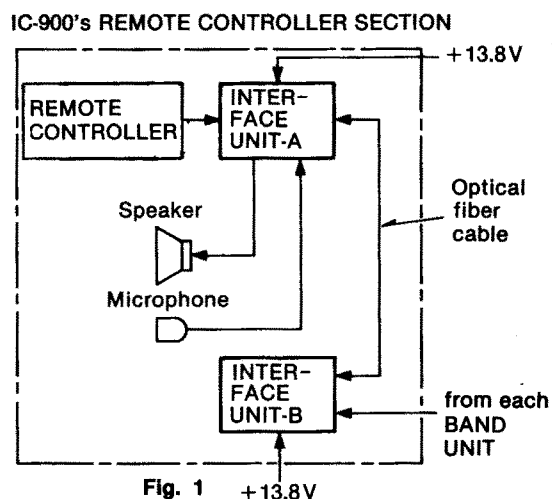 IC-900's REMOTE CONTROLLER SECTION
+13.8V
REMOTE
CONTROLLER
INTER-
FACE
UNIT-A
Optical
fiber
cable
Speaker
Microphone
INTER-
FACE
UNIT-B
from each
BAND
UNIT
Fig. 1
+13.8V